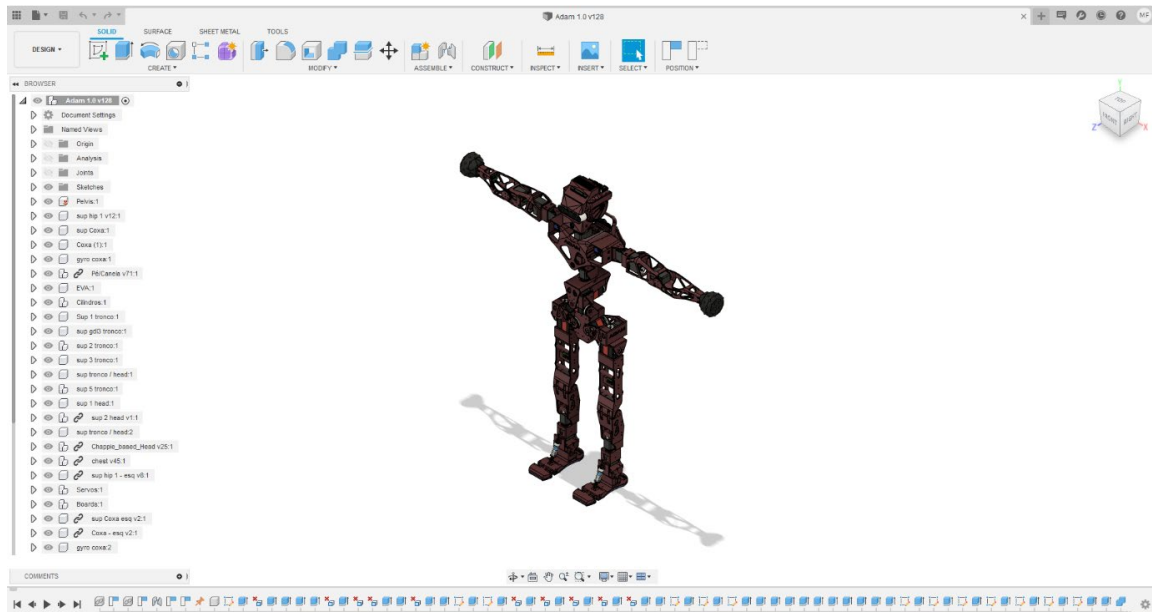 Adam 1.0 v128
MF
SOLID SURFACE SHEET METAL TOOLS
DESIGN
CREATE MODIFY ASSEMBLE CONSTRUCT INSPECT INSERT SELECT POSITION
BROWSER
Adam 1.0 v128
Document Settings
Named Views
Origin
Analysis
Joints
Sketches
Pelvis:1
sup hip 1 v12:1
sup Coxa:1
Coxa (1):1
gyro coxa:1
Pé/Canela v71:1
EVA:1
Cilindros:1
Sup 1 tronco:1
sup gdD tronco:1
sup 2 tronco:1
sup 3 tronco:1
sup tronco / head:1
sup 5 tronco:1
sup 1 head:1
sup 2 head v1:1
sup tronco / head:2
Chappie_based_Head v25:1
chest v45:1
sup hip 1 - esq v8:1
Servos:1
Boards:1
sup Coxa esq v2:1
Coxa - esq v2:1
gyro coxa:2
COMMENTS
TOP
FRONT
RIGHT
Y
Z
X